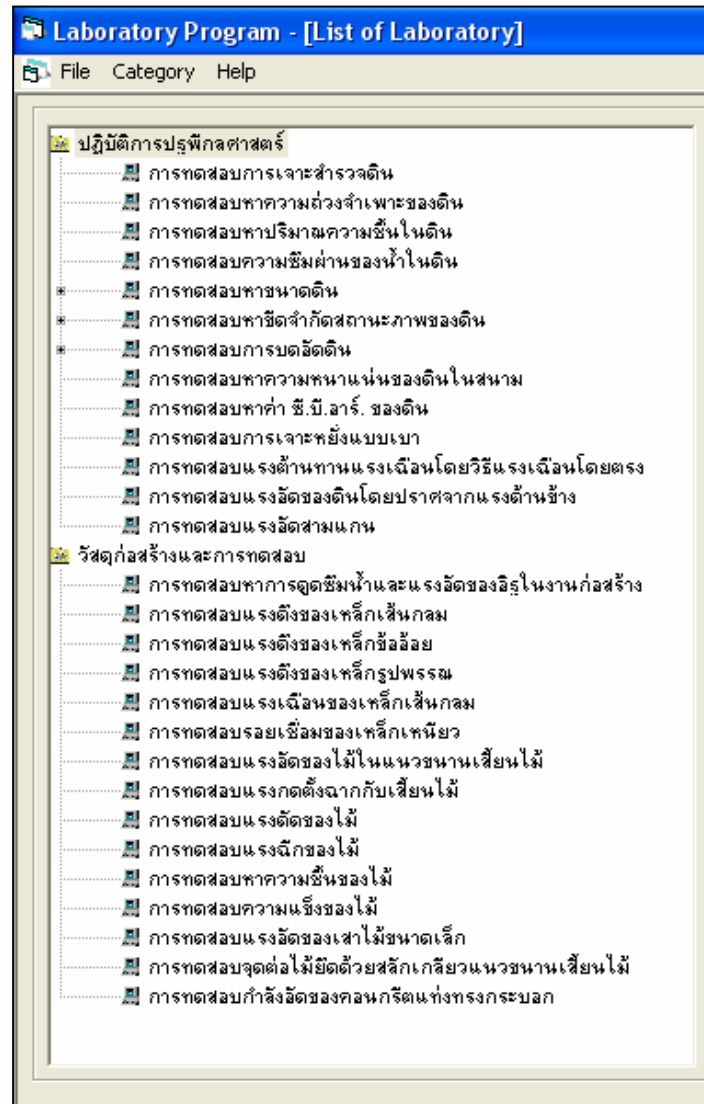 Laboratory Program - [List of Laboratory]
File Category Help
ปฏิบัติการปฐพีกลศาสตร์
การทดสอบการเจาะสำรวจดิน
การทดสอบหาความถ่วงจำเพาะของดิน
การทดสอบหาปริมาณความชื้นในดิน
การทดสอบความซึมผ่านของน้ำในดิน
การทดสอบหาขนาดดิน
การทดสอบหาขีดจำกัดสถานะภาพของดิน
การทดสอบการบดอัดดิน
การทดสอบหาความหนาแน่นของดินในสนาม
การทดสอบหาค่า ซี.บี.อาร์. ของดิน
การทดสอบการเจาะหยั่งแบบเบา
การทดสอบแรงต้านทานแรงเฉือนโดยวิธีแรงเฉือนโดยตรง
การทดสอบแรงอัดของดินโดยปราศจากแรงด้านข้าง
การทดสอบแรงอัดสามแกน
วัสดุก่อสร้างและการทดสอบ
การทดสอบหาการดูดซึมน้ำและแรงอัดของอิฐในงานก่อสร้าง
การทดสอบแรงดึงของเหล็กเส้นกลม
การทดสอบแรงดึงของเหล็กข้ออ้อย
การทดสอบแรงดึงของเหล็กรูปพรรณ
การทดสอบแรงเฉือนของเหล็กเส้นกลม
การทดสอบรอยเชื่อมของเหล็กเหนียว
การทดสอบแรงอัดของไม้ในแนวขนานเสี้ยนไม้
การทดสอบแรงกดตั้งฉากกับเสี้ยนไม้
การทดสอบแรงดัดของไม้
การทดสอบแรงฉีกของไม้
การทดสอบหาความชื้นของไม้
การทดสอบความแข็งของไม้
การทดสอบแรงอัดของเสาไม้ขนาดเล็ก
การทดสอบจุดต่อไม้ยึดด้วยสลักเกลียวแนวขนานเสี้ยนไม้
การทดสอบกำลังอัดของคอนกรีตแท่งทรงกระบอก